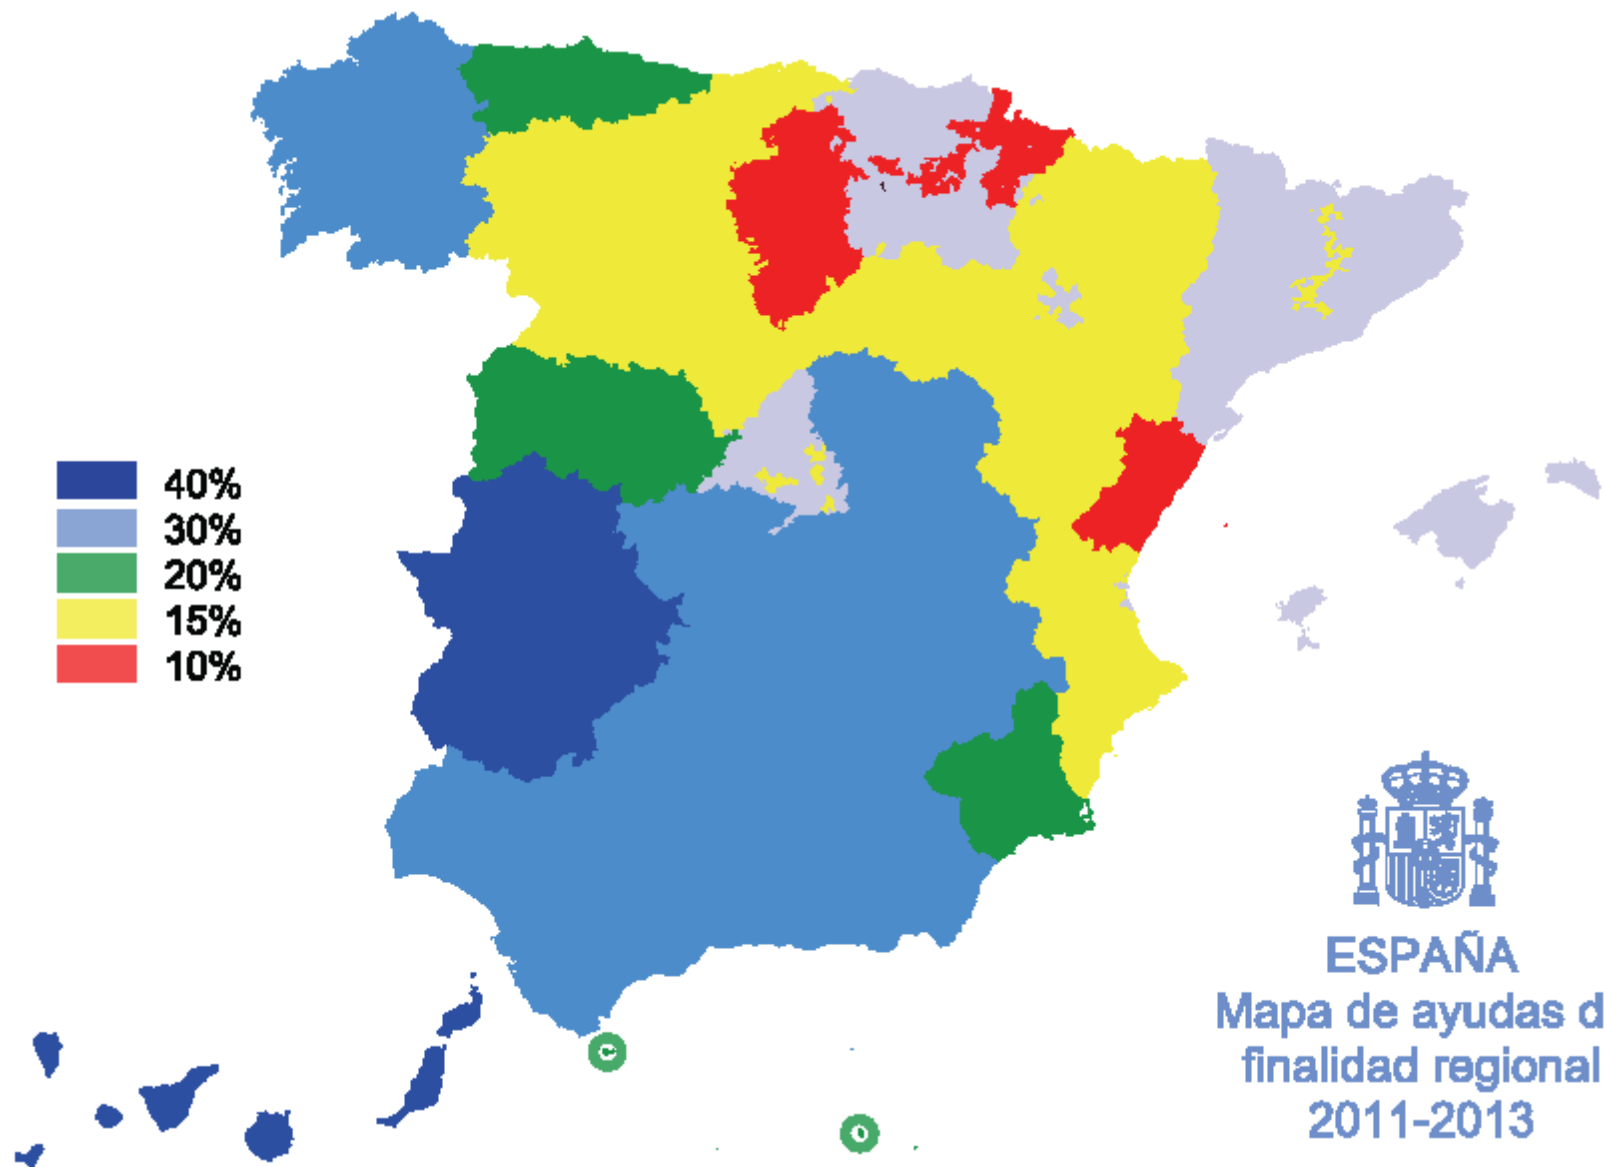 40%
30%
20%
15%
10%
ESPAÑA
Mapa de ayudas d
finalidad regional
2011-2013